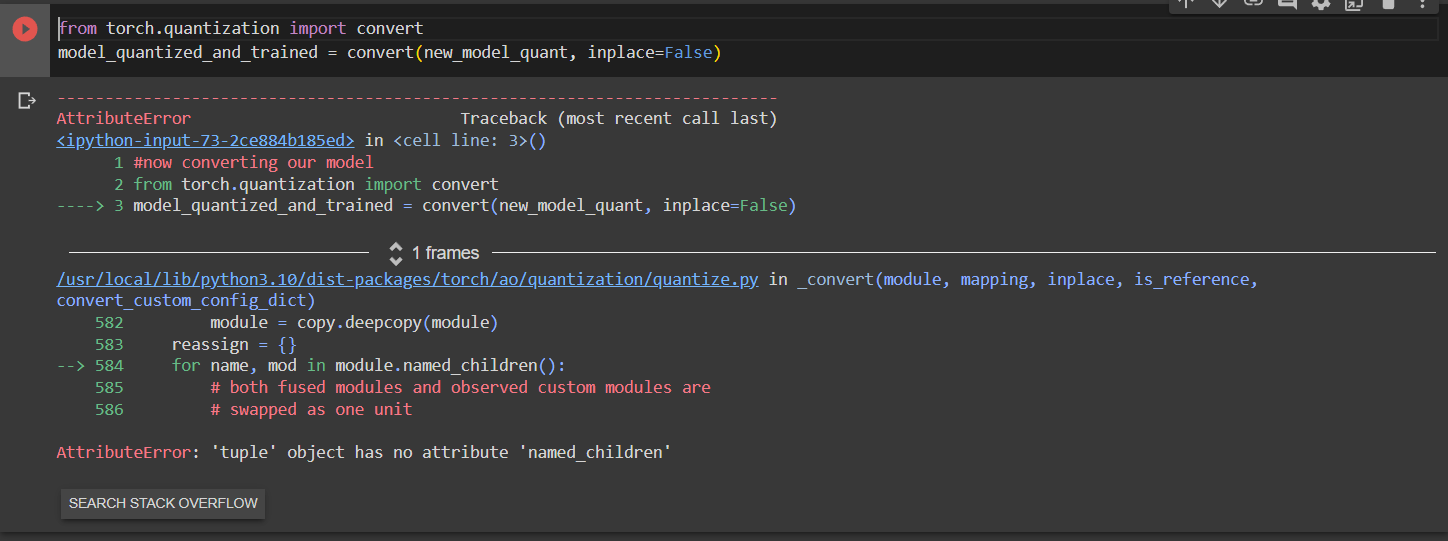 from torch.quantization import convert
model_quantized_and_trained = convert(new_model_quant, inplace=False)
---------------------------------------------------------------------------
AttributeError                            Traceback (most recent call last)
<ipython-input-73-2ce884b185ed> in <cell line: 3>()
      1 #now converting our model
      2 from torch.quantization import convert
----> 3 model_quantized_and_trained = convert(new_model_quant, inplace=False)
1 frames
/usr/local/lib/python3.10/dist-packages/torch/ao/quantization/quantize.py in _convert(module, mapping, inplace, is_reference,
convert_custom_config_dict)
    582         module = copy.deepcopy(module)
    583     reassign = {}
--> 584     for name, mod in module.named_children():
    585         # both fused modules and observed custom modules are
    586         # swapped as one unit
AttributeError: 'tuple' object has no attribute 'named_children'
SEARCH STACK OVERFLOW